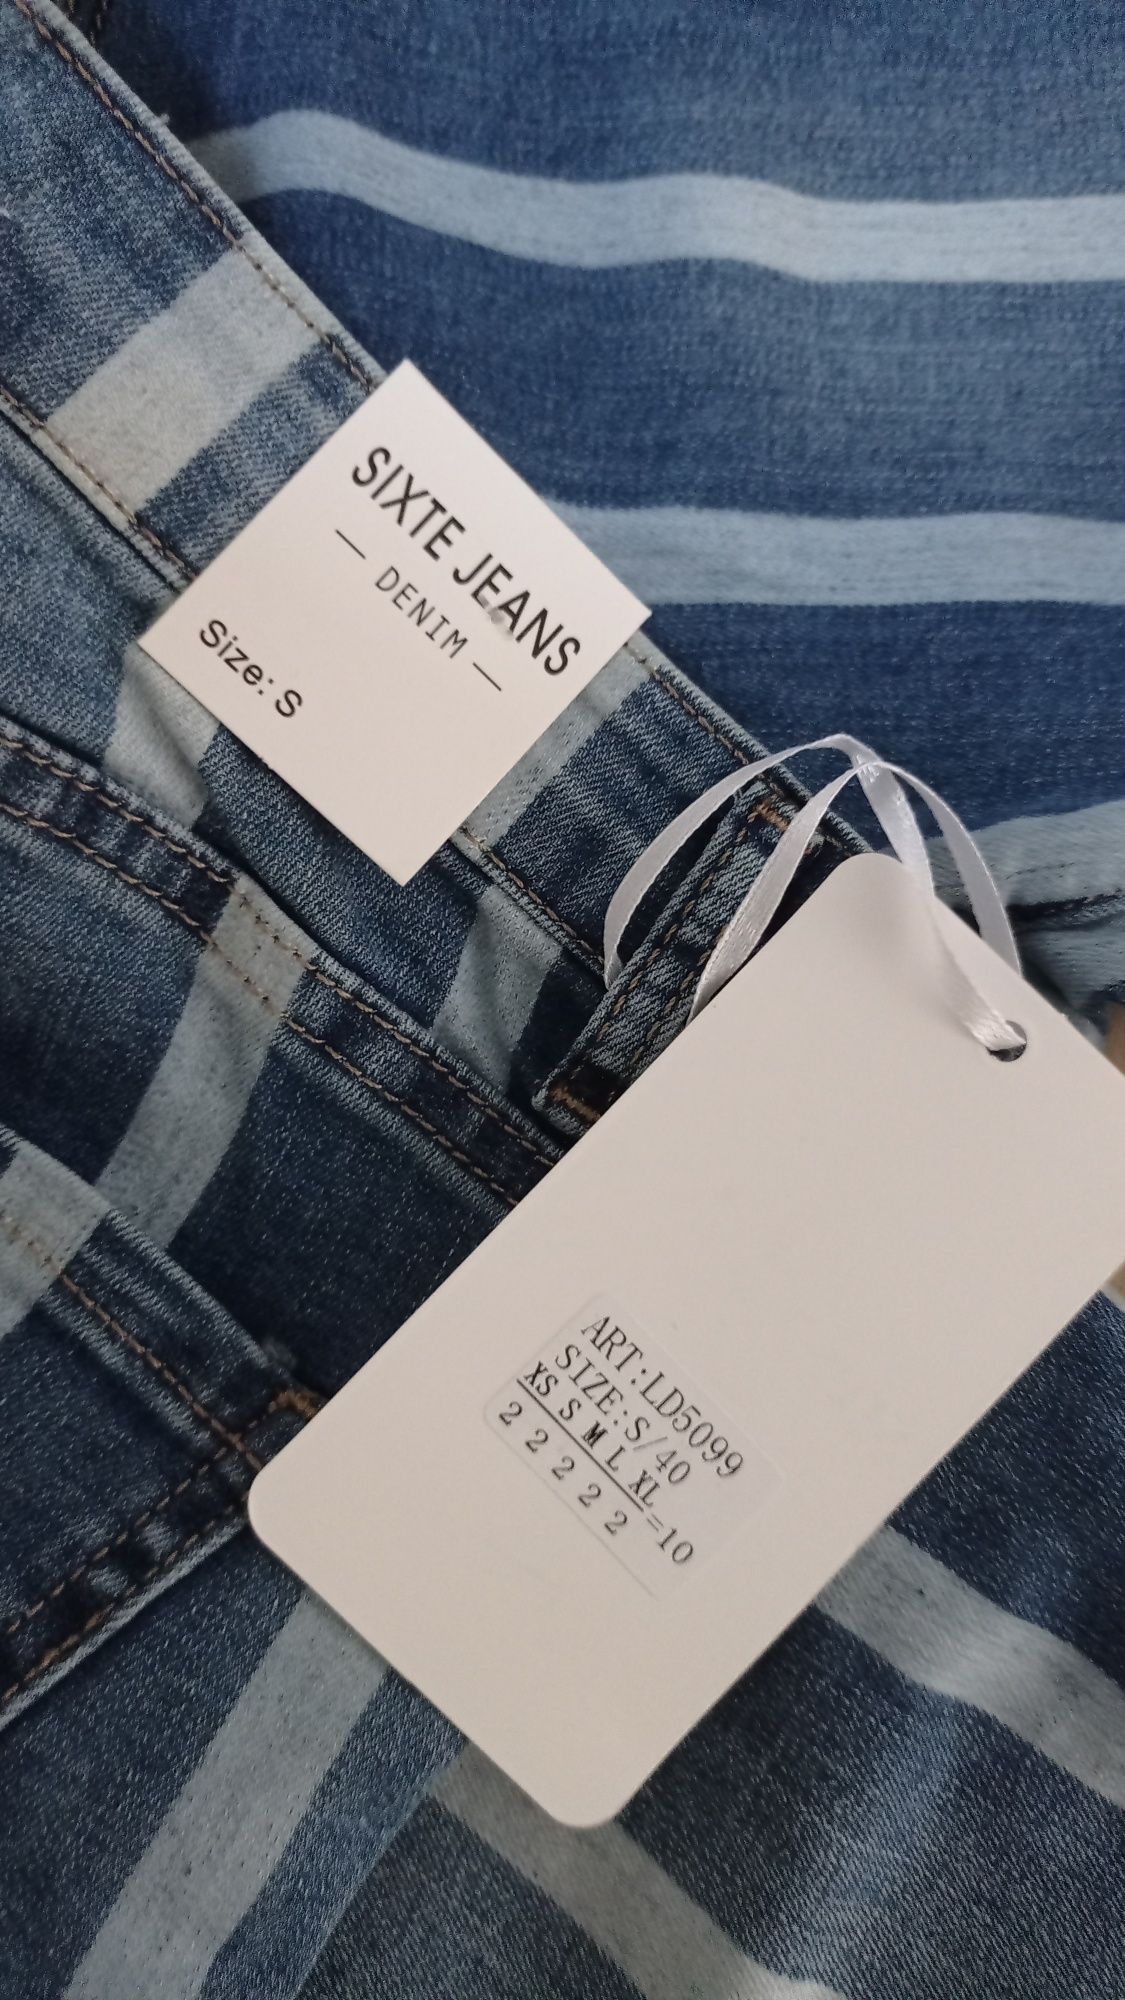 SIXTE JEANS
— DENIM —
Size: S
ART:LD5099
SIZE:S/40
XS S M L XL
2 2 2 2 2 =10